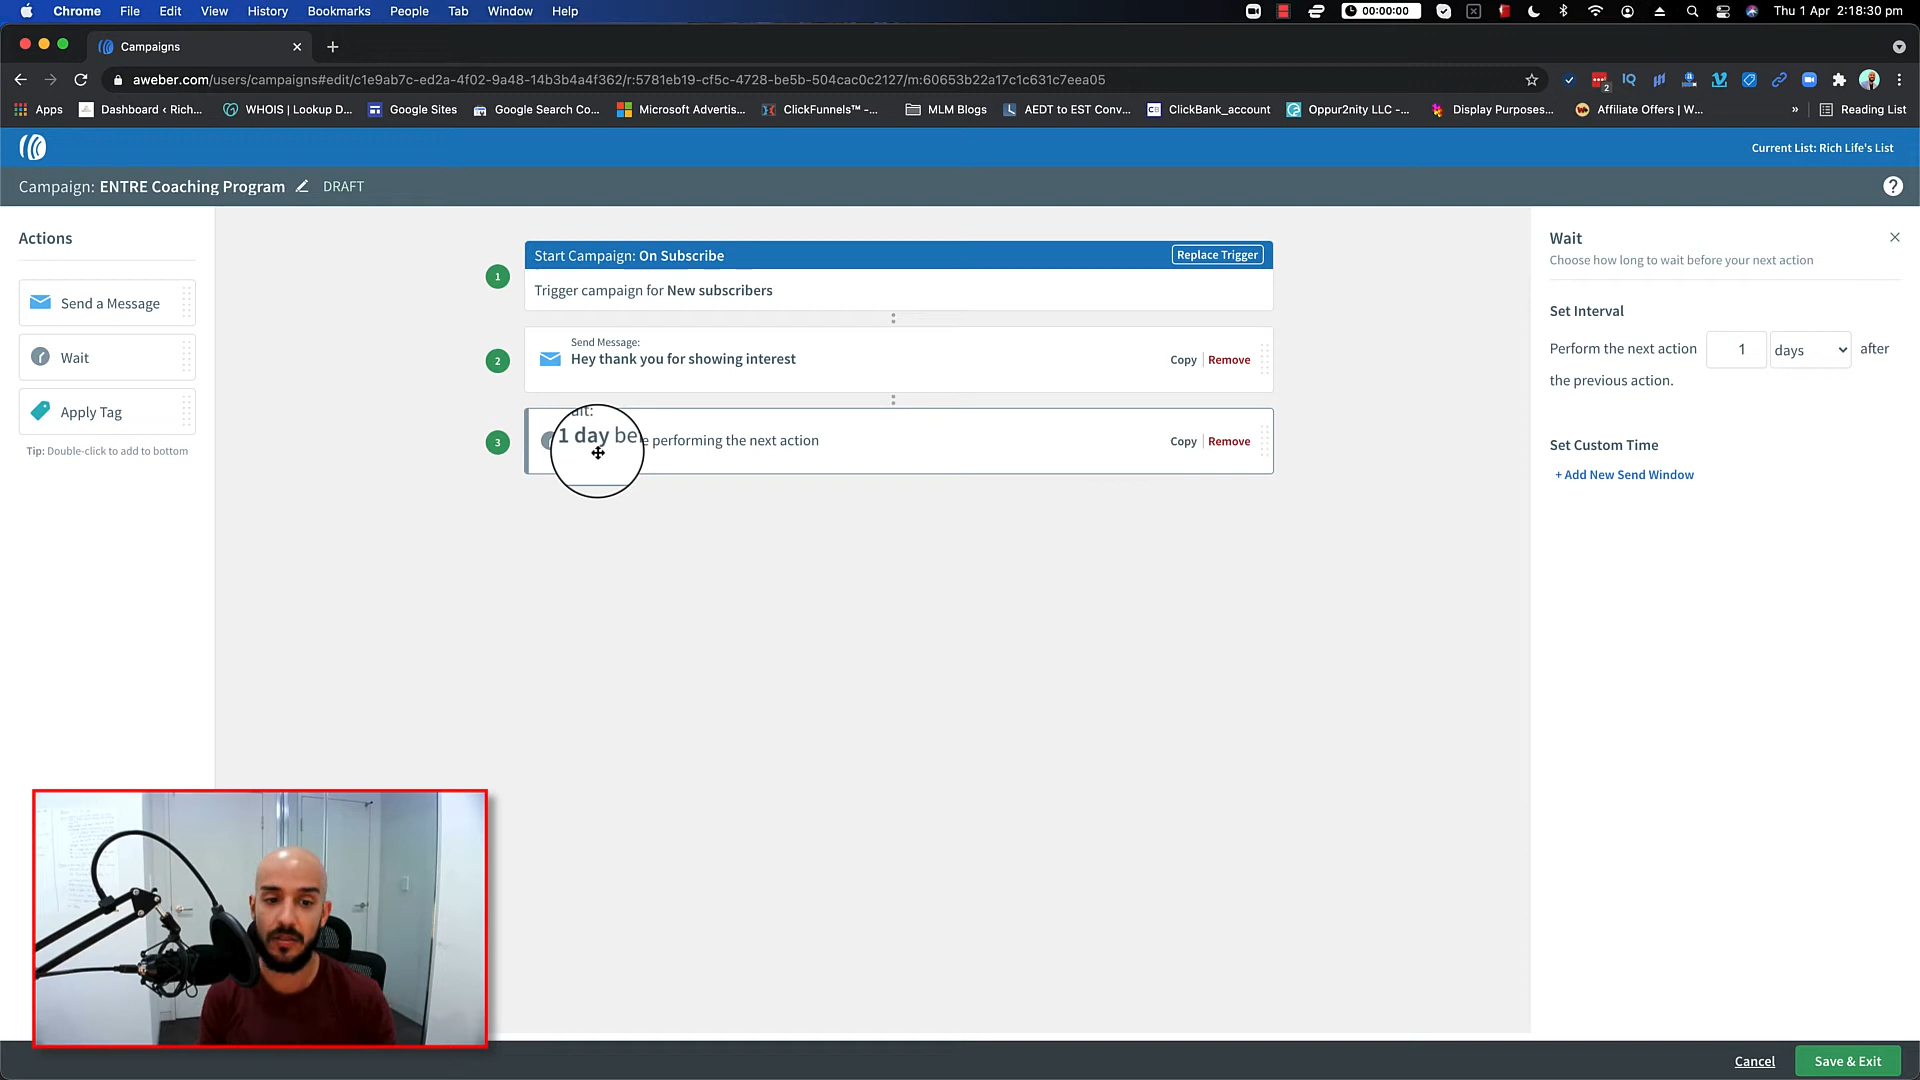 Chrome File Edit View History Bookmarks People Tab Window Help
00:00:00
Thu 1 Apr 2:18:30 pm
Campaigns
aweber.com/users/campaigns#edit/c1e9ab7c-ed2a-4f02-9a48-14b3b4a4f362/r:5781eb19-cf5c-4728-be5b-504cac0c2127/m:60653b22a17c1c631c7eea05
2
Apps Dashboard ‹ Rich... WHOIS | Lookup D... Google Sites Google Search Co... Microsoft Advertis... ClickFunnels™ -... MLM Blogs AEDT to EST Conv... ClickBank_account Oppur2nity LLC -... Display Purposes... Affiliate Offers | W... » Reading List
Current List: Rich Life's List
Campaign: ENTRE Coaching Program DRAFT
?
Actions
Send a Message
Wait
Apply Tag
Tip: Double-click to add to bottom
1
Start Campaign: On Subscribe
Replace Trigger
Trigger campaign for New subscribers
2
Send Message:
Hey thank you for showing interest
Copy | Remove
3
ait:
1 day be e performing the next action
Copy | Remove
Wait
Choose how long to wait before your next action
Set Interval
Perform the next action 1 days after
the previous action.
Set Custom Time
+ Add New Send Window
Cancel
Save & Exit